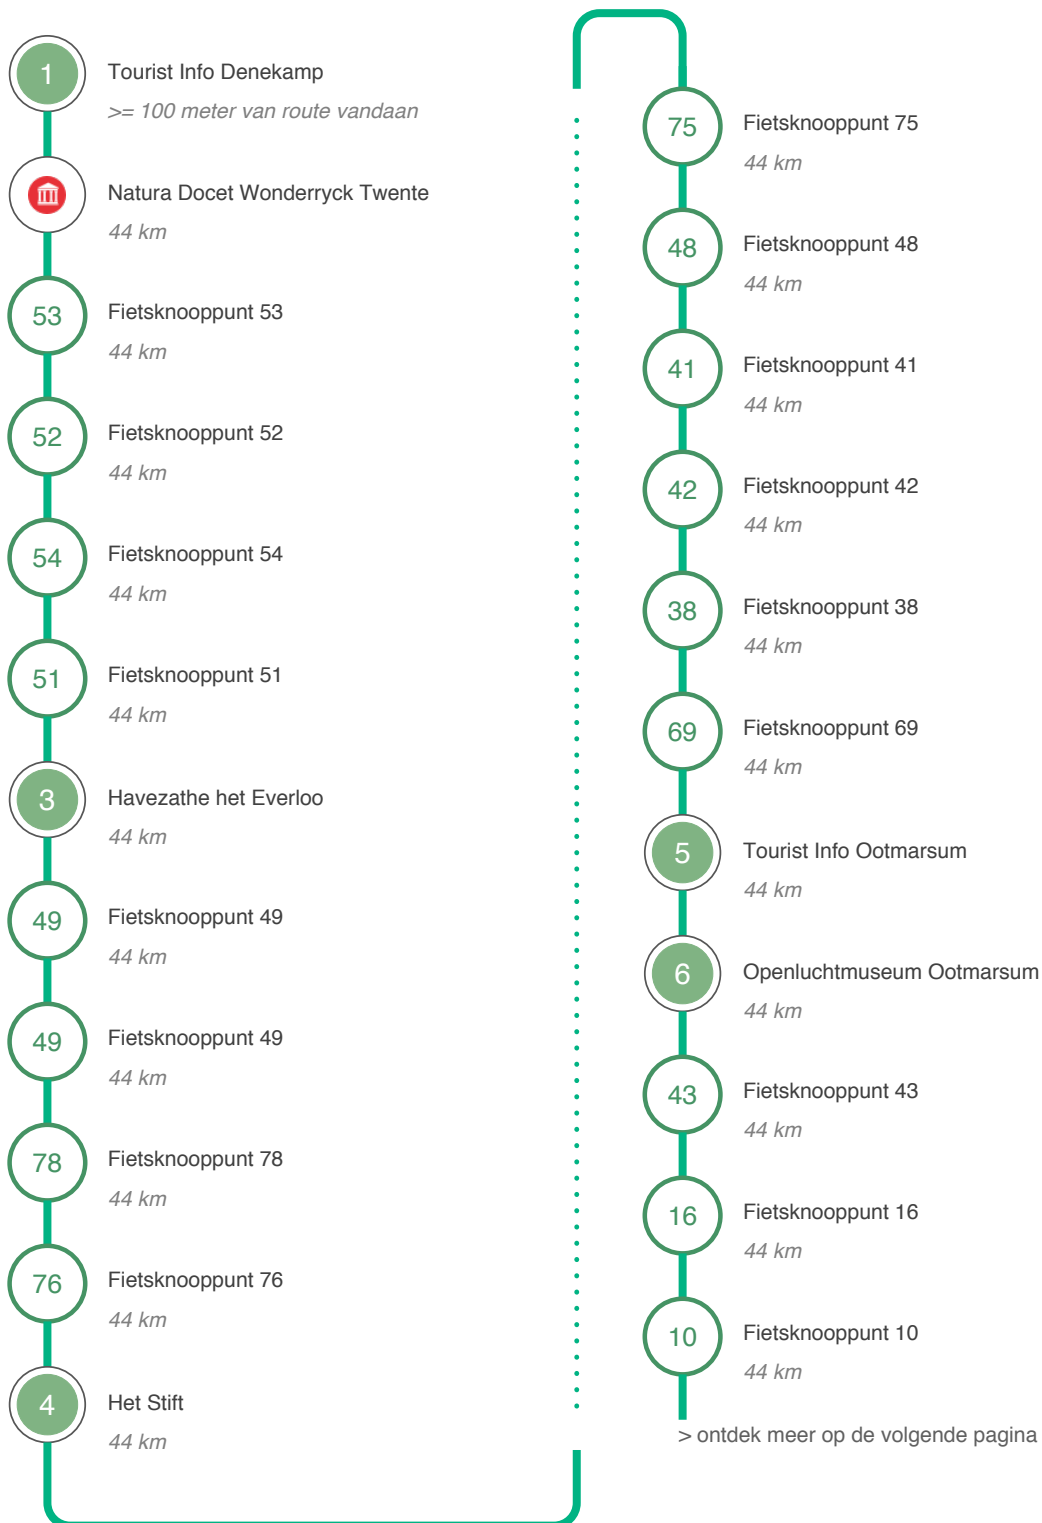 1
Tourist Info Denekamp
>= 100 meter van route vandaan
Natura Docet Wonderryck Twente
44 km
53
Fietsknooppunt 53
44 km
52
Fietsknooppunt 52
44 km
54
Fietsknooppunt 54
44 km
51
Fietsknooppunt 51
44 km
3
Havezathe het Everloo
44 km
49
Fietsknooppunt 49
44 km
49
Fietsknooppunt 49
44 km
78
Fietsknooppunt 78
44 km
76
Fietsknooppunt 76
44 km
4
Het Stift
44 km
75
Fietsknooppunt 75
44 km
48
Fietsknooppunt 48
44 km
41
Fietsknooppunt 41
44 km
42
Fietsknooppunt 42
44 km
38
Fietsknooppunt 38
44 km
69
Fietsknooppunt 69
44 km
5
Tourist Info Ootmarsum
44 km
6
Openluchtmuseum Ootmarsum
44 km
43
Fietsknooppunt 43
44 km
16
Fietsknooppunt 16
44 km
10
Fietsknooppunt 10
44 km
> ontdek meer op de volgende pagina